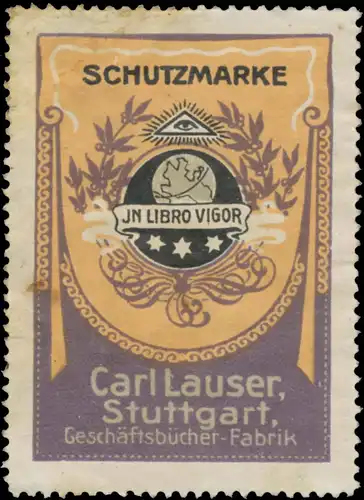 SCHUTZMARKE
JN LIBRO VIGOR
Carl Lauser,
Stuttgart,
Geschäftsbücher-Fabrik